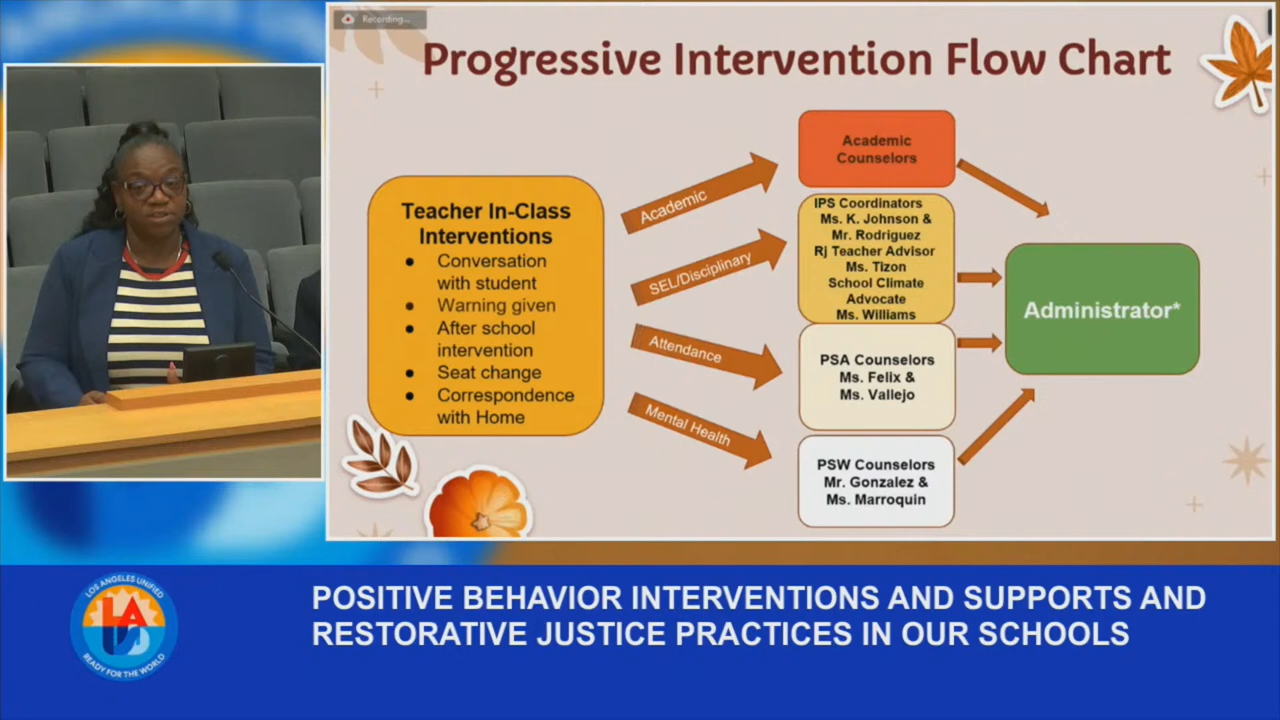 Recording...
Progressive Intervention Flow Chart
Teacher In-Class
Interventions
● Conversation
with student
● Warning given
● After school
intervention
● Seat change
● Correspondence
with Home
Academic
SEL/Disciplinary
Attendance
Mental Health
Academic
Counselors
IPS Coordinators
Ms. K. Johnson &
Mr. Rodriguez
Rj Teacher Advisor
Ms. Tizon
School Climate
Advocate
Ms. Williams
PSA Counselors
Ms. Felix &
Ms. Vallejo
PSW Counselors
Mr. Gonzalez &
Ms. Marroquin
Administrator*
LOS ANGELES UNIFIED
LAUSD
READY FOR THE WORLD
POSITIVE BEHAVIOR INTERVENTIONS AND SUPPORTS AND
RESTORATIVE JUSTICE PRACTICES IN OUR SCHOOLS